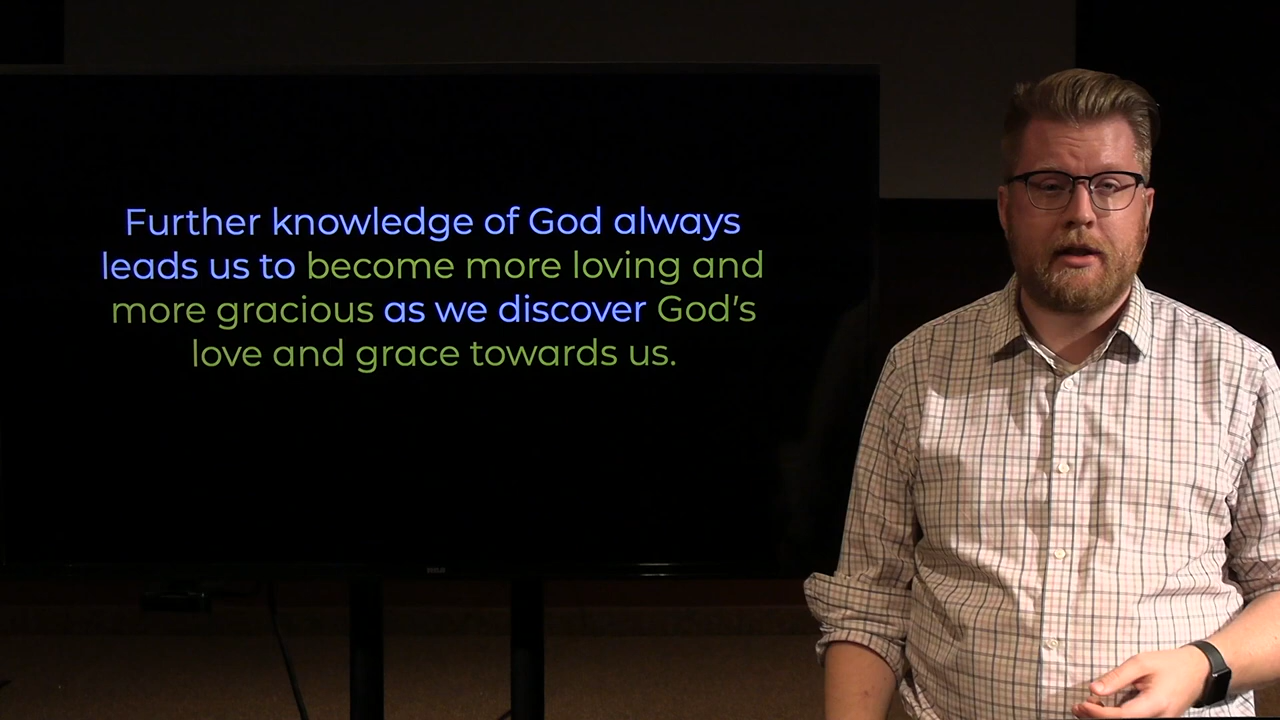 Further knowledge of God always
leads us to become more loving and
more gracious as we discover God's
love and grace towards us.